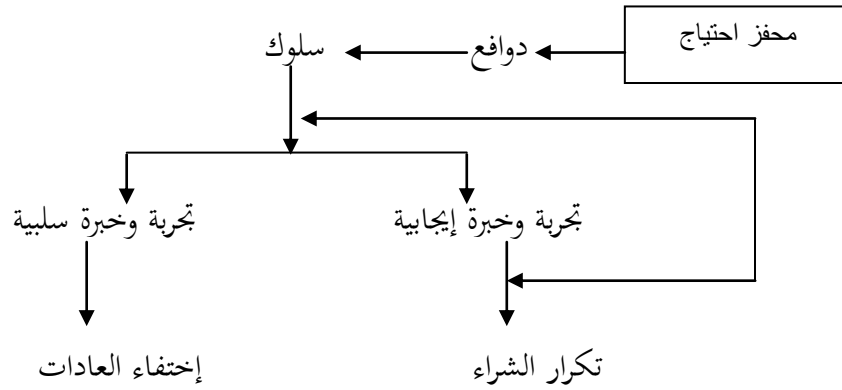 محفز احتياج
دوافع
سلوك
تجربة وخبرة إيجابية
تجربة وخبرة سلبية
تكرار الشراء
إختفاء العادات